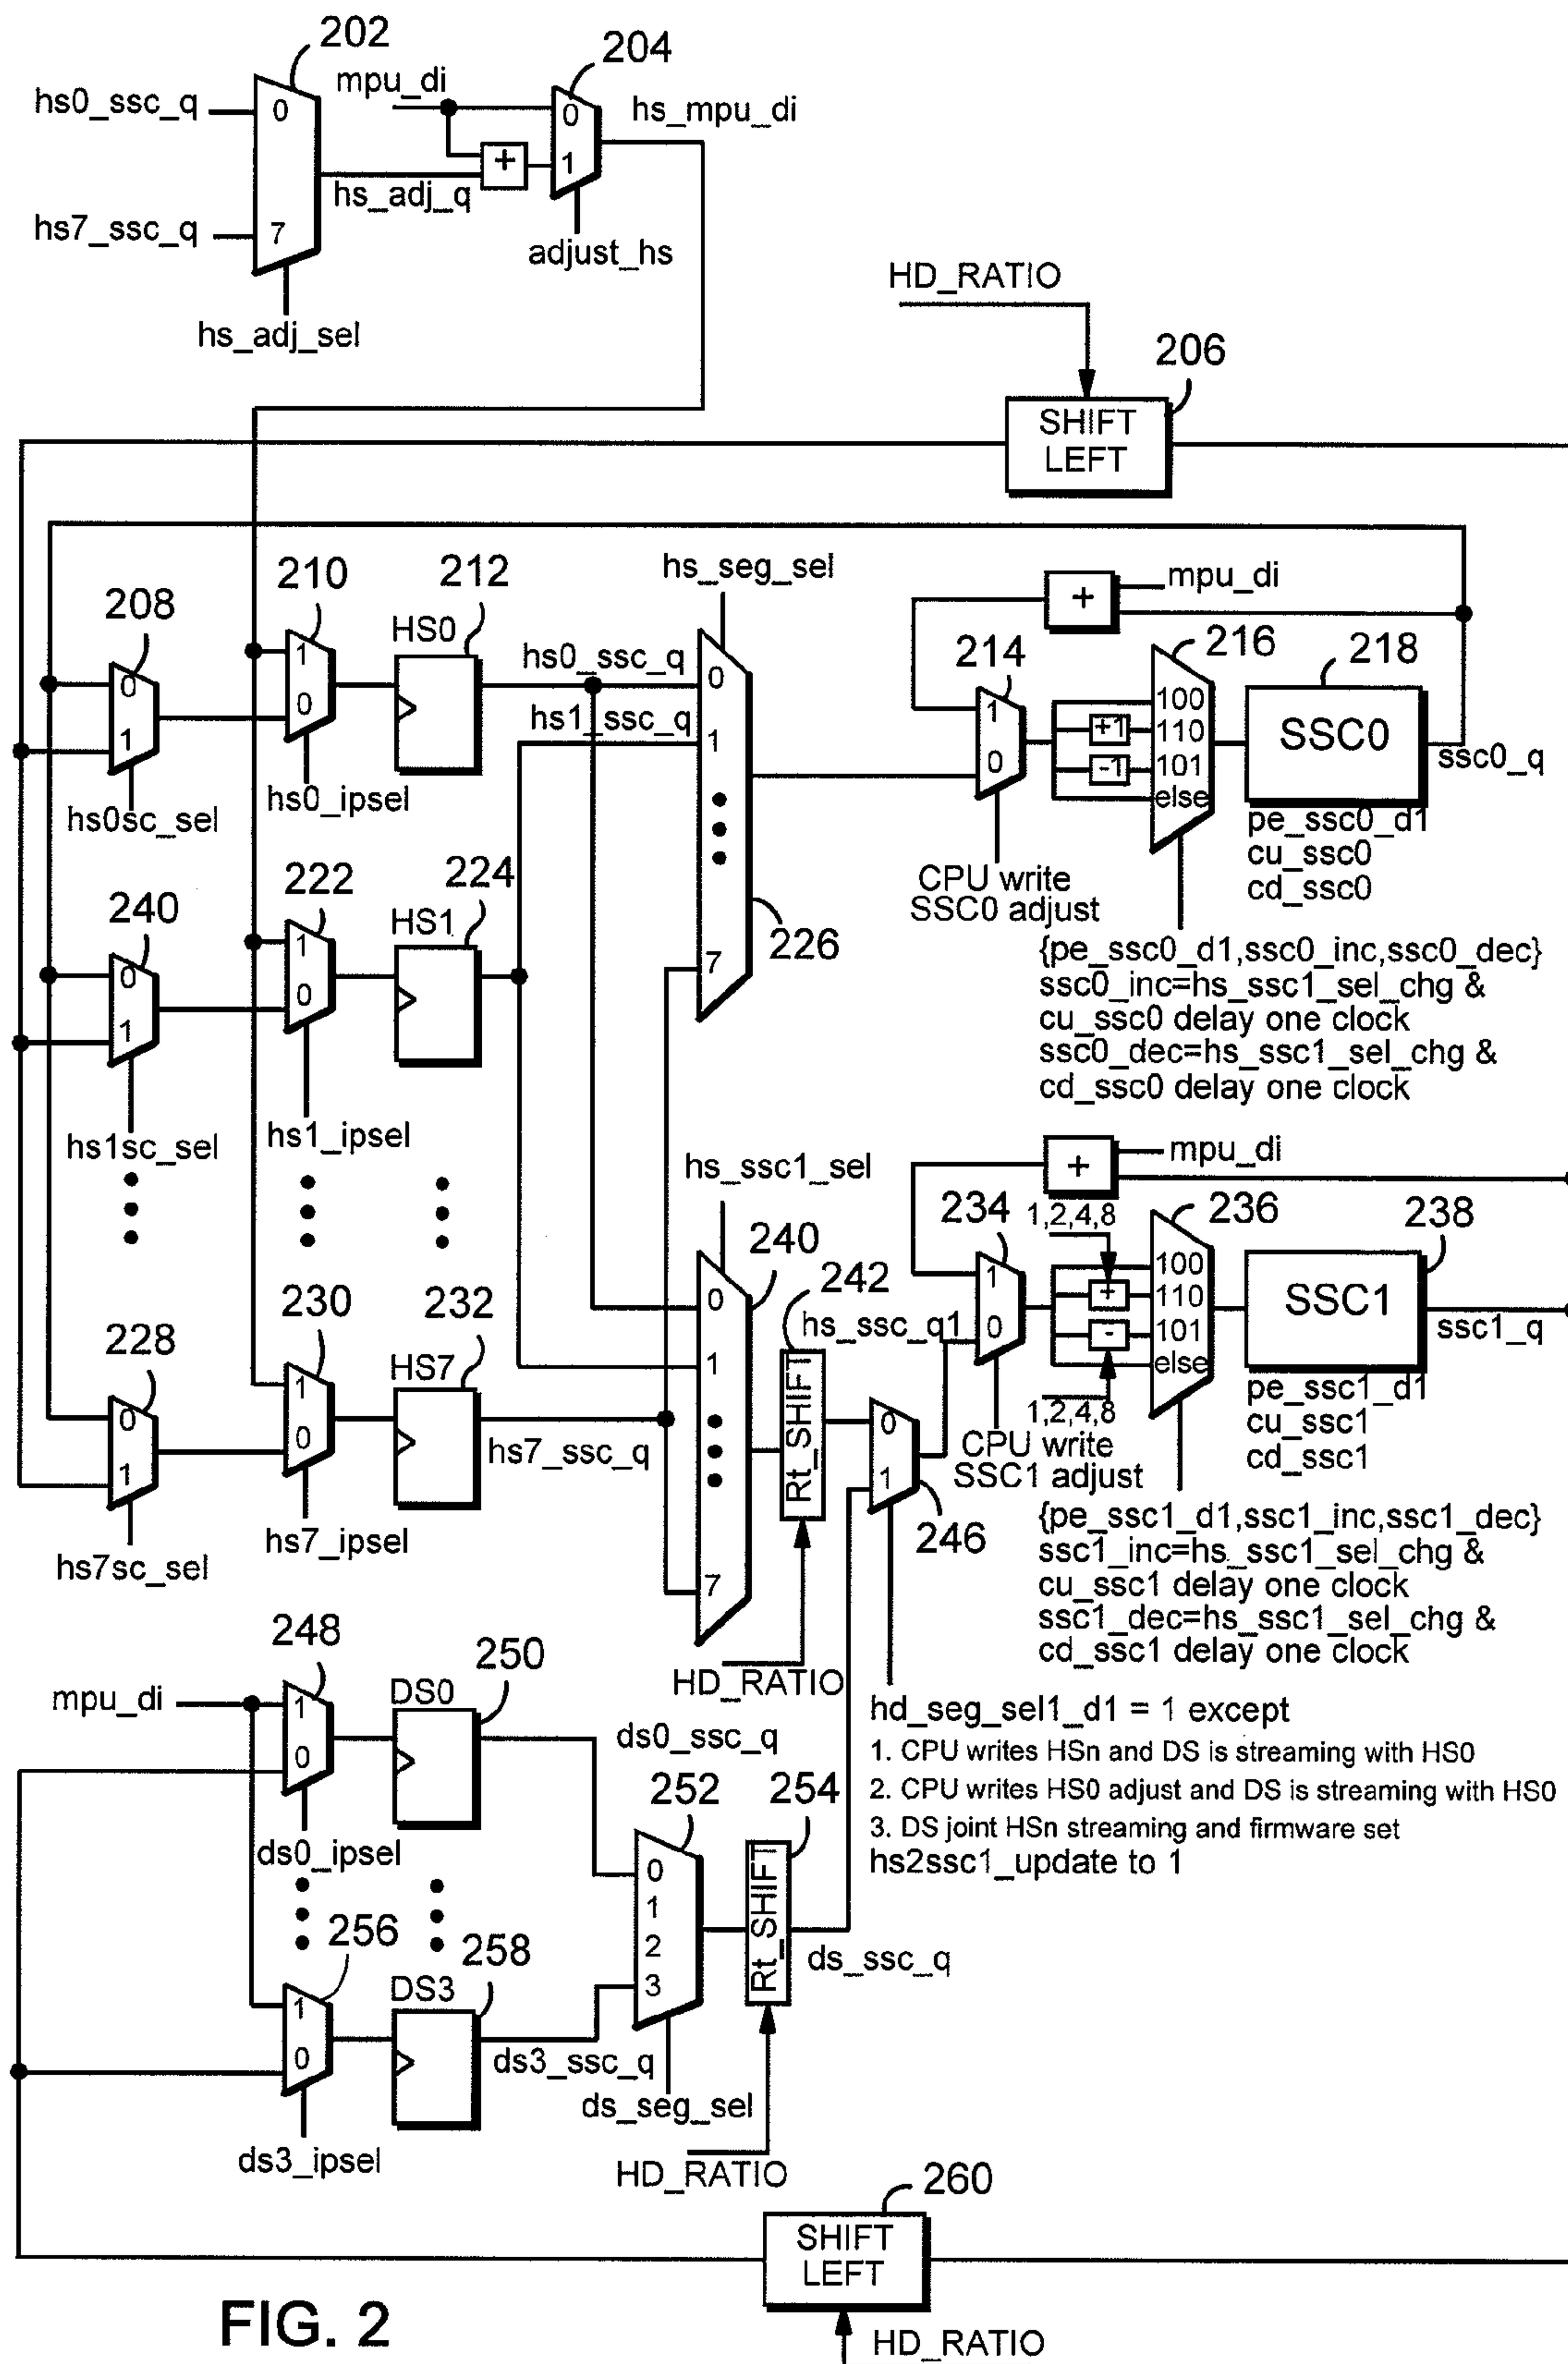 202
204
hs0_ssc_q
0
mpu_di
0
hs_mpu_di
+
1
hs_adj_q
hs7_ssc_q
7
adjust_hs
hs_adj_sel
HD_RATIO
206
SHIFT
LEFT
208
0
1
hs0sc_sel
210
1
0
hs0_ipsel
212
HS0
hs0_ssc_q
hs1_ssc_q
hs_seg_sel
0
1
7
226
+
mpu_di
214
1
0
CPU write
SSC0 adjust
216
100
+1
110
-1
101
else
218
SSC0
ssc0_q
pe_ssc0_d1
cu_ssc0
cd_ssc0
{pe_ssc0_d1,ssc0_inc,ssc0_dec}
ssc0_inc=hs_ssc1_sel_chg &
cu_ssc0 delay one clock
ssc0_dec=hs_ssc1_sel_chg &
cd_ssc0 delay one clock
240
0
1
hs1sc_sel
222
1
0
hs1_ipsel
224
HS1
228
0
1
hs7sc_sel
230
1
0
hs7_ipsel
232
HS7
hs7_ssc_q
hs_ssc1_sel
240
0
1
7
242
Rt_SHIFT
HD_RATIO
hs_ssc_q1
0
1
246
+
mpu_di
234
1
0
CPU write
SSC1 adjust
1,2,4,8
+
-
1,2,4,8
236
100
110
101
else
238
SSC1
ssc1_q
pe_ssc1_d1
cu_ssc1
cd_ssc1
{pe_ssc1_d1,ssc1_inc,ssc1_dec}
ssc1_inc=hs_ssc1_sel_chg &
cu_ssc1 delay one clock
ssc1_dec=hs_ssc1_sel_chg &
cd_ssc1 delay one clock
hd_seg_sel1_d1 = 1 except
1. CPU writes HSn and DS is streaming with HS0
2. CPU writes HS0 adjust and DS is streaming with HS0
3. DS joint HSn streaming and firmware set
hs2ssc1_update to 1
mpu_di
248
1
0
ds0_ipsel
250
DS0
ds0_ssc_q
252
0
1
2
3
ds_seg_sel
254
Rt_SHIFT
ds_ssc_q
HD_RATIO
256
1
0
ds3_ipsel
258
DS3
ds3_ssc_q
260
SHIFT
LEFT
HD_RATIO
FIG. 2